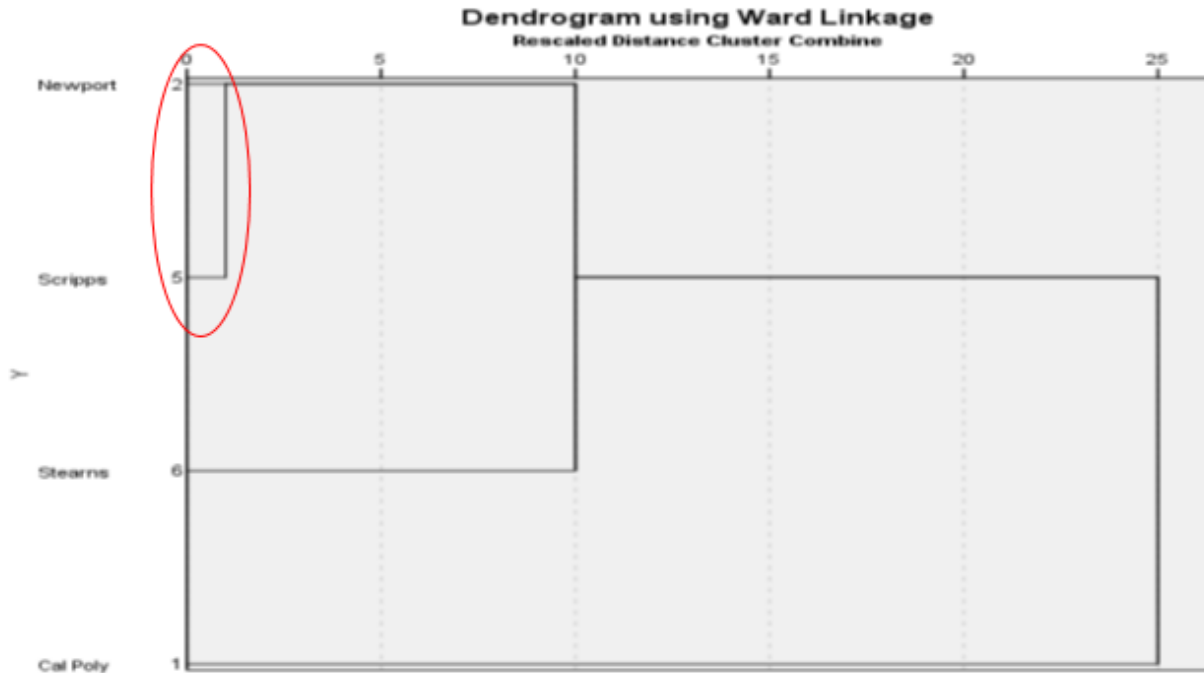 Dendrogram using Ward Linkage
Rescaled Distance Cluster Combine
0 5 10 15 20 25
Newport 2
Scripps 5
Y
Stearns 6
Cal Poly 1